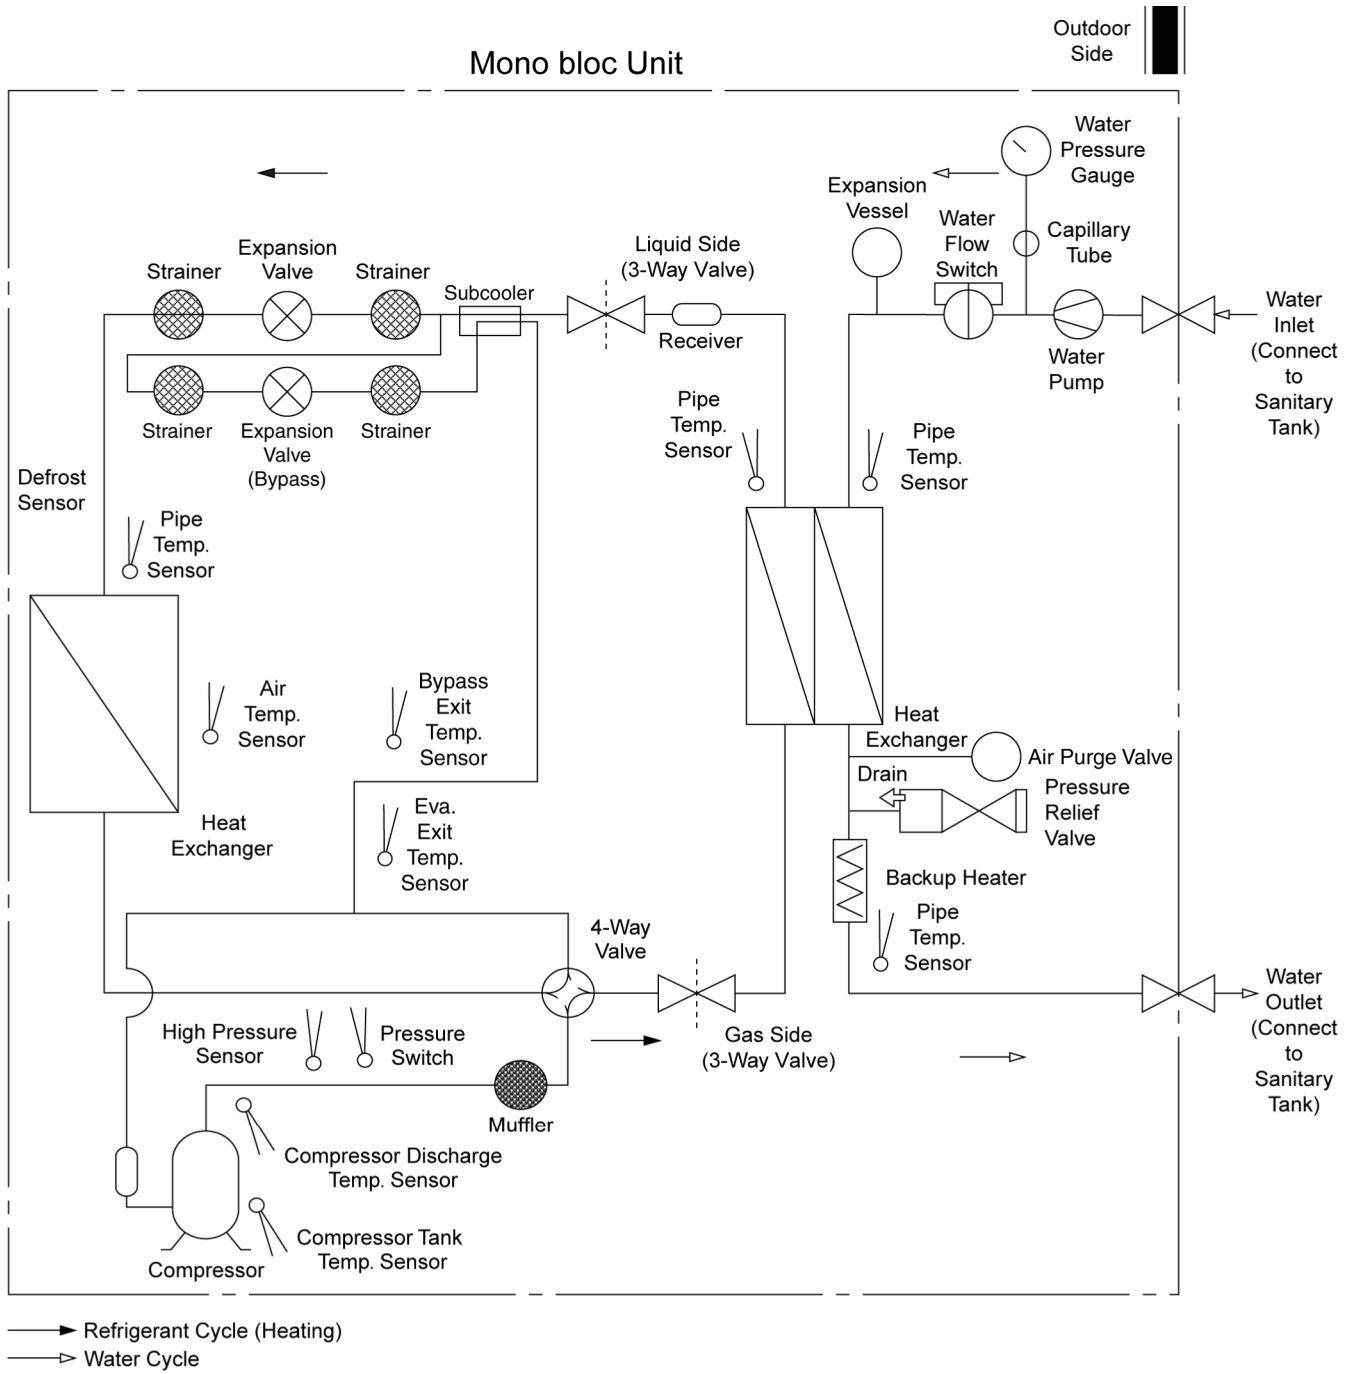 Outdoor
Side
Mono bloc Unit
Water
Pressure
Gauge
Expansion
Vessel
Water
Flow
Switch
Capillary
Tube
Liquid Side
(3-Way Valve)
Strainer
Expansion
Valve
Strainer
Subcooler
Receiver
Water
Pump
Water
Inlet
(Connect
to
Sanitary
Tank)
Strainer
Expansion
Valve
(Bypass)
Strainer
Pipe
Temp.
Sensor
Pipe
Temp.
Sensor
Defrost
Sensor
Pipe
Temp.
Sensor
Air
Temp.
Sensor
Bypass
Exit
Temp.
Sensor
Heat
Exchanger
Air Purge Valve
Drain
Pressure
Relief
Valve
Heat
Exchanger
Eva.
Exit
Temp.
Sensor
Backup Heater
Pipe
Temp.
Sensor
4-Way
Valve
Water
Outlet
(Connect
to
Sanitary
Tank)
High Pressure
Sensor
Pressure
Switch
Gas Side
(3-Way Valve)
Muffler
Compressor Discharge
Temp. Sensor
Compressor Tank
Temp. Sensor
Compressor
Refrigerant Cycle (Heating)
Water Cycle